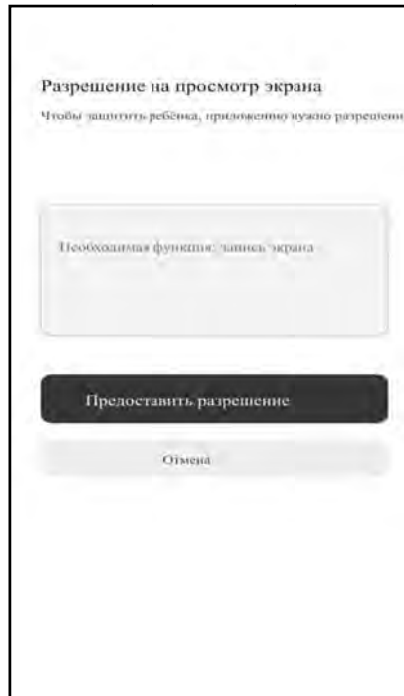 Разрешение на просмотр экрана
Чтобы защитить ребёнка, приложению нужно разрешени
Необходимая функция: запись экрана
Предоставить разрешение
Отмена